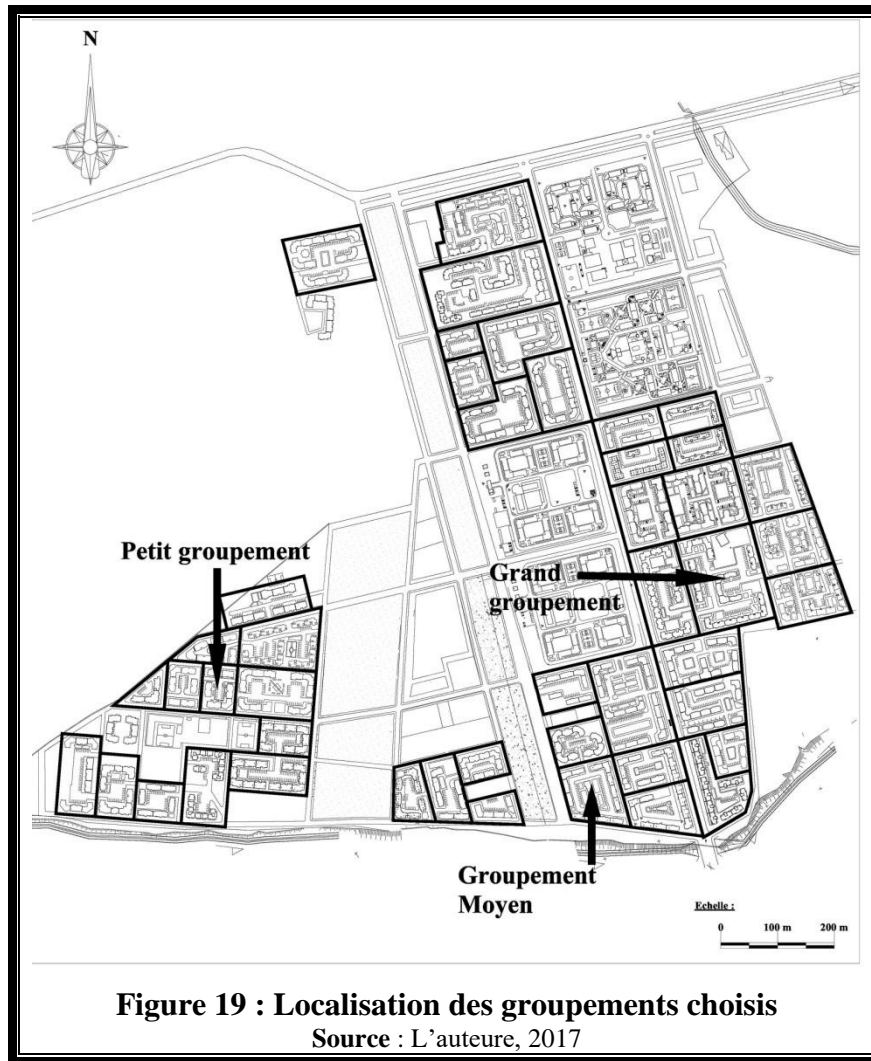 N
Petit groupement
Grand
groupement
Groupement
Moyen
Echelle :
0 100 m 200 m
Figure 19 : Localisation des groupements choisis
Source : L’auteure, 2017